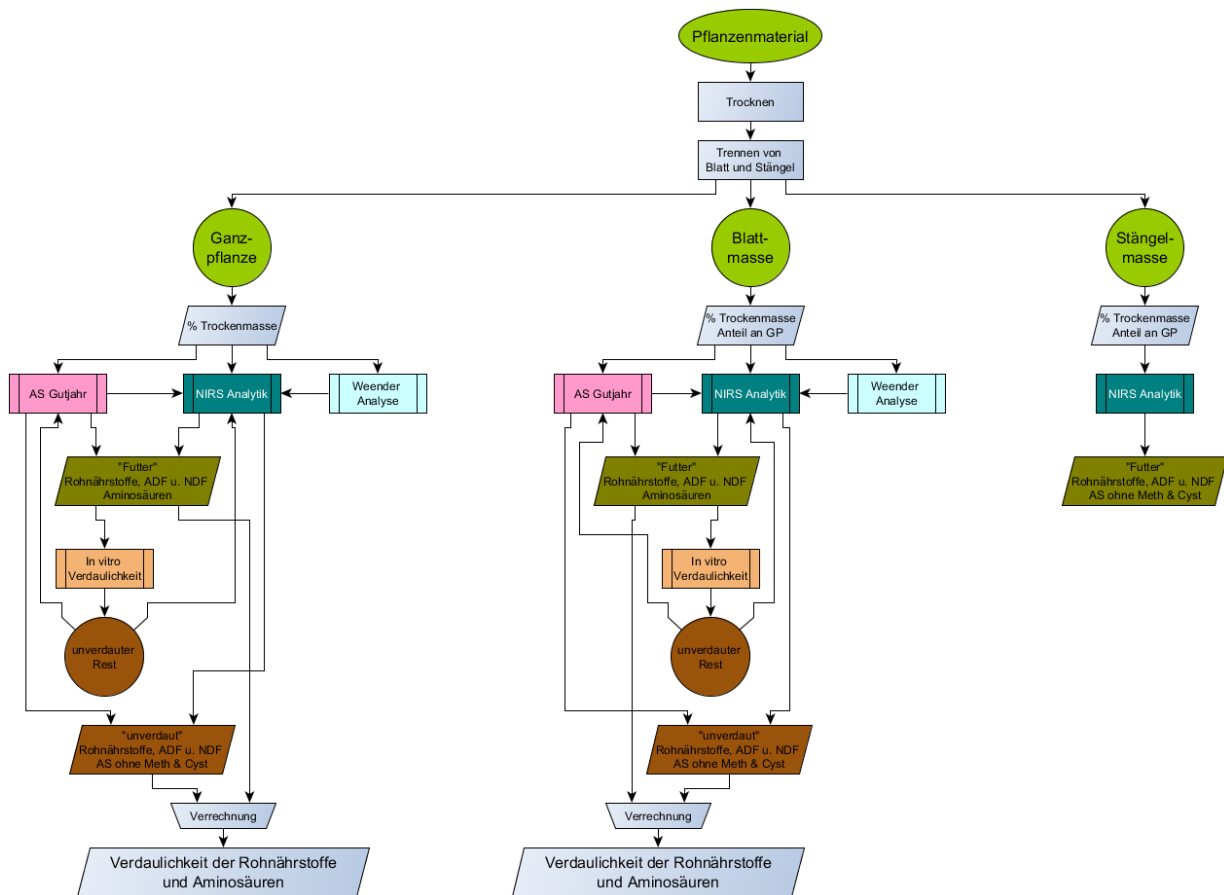 Pflanzenmaterial
Trocknen
Trennen von
Blatt und Stängel
Ganz-
pflanze
Blatt-
masse
Stängel-
masse
% Trockenmasse
% Trockenmasse
Anteil an GP
% Trockenmasse
Anteil an GP
AS Gutjahr
NIRS Analytik
Weender
Analyse
AS Gutjahr
NIRS Analytik
Weender
Analyse
NIRS Analytik
"Futter"
Rohnährstoffe, ADF u. NDF
Aminosäuren
"Futter"
Rohnährstoffe, ADF u. NDF
Aminosäuren
"Futter"
Rohnährstoffe, ADF u. NDF
AS ohne Meth & Cyst
In vitro
Verdaulichkeit
In vitro
Verdaulichkeit
unverdauter
Rest
unverdauter
Rest
"unverdaut"
Rohnährstoffe, ADF u. NDF
AS ohne Meth & Cyst
"unverdaut"
Rohnährstoffe, ADF u. NDF
AS ohne Meth & Cyst
Verrechnung
Verrechnung
Verdaulichkeit der Rohnährstoffe
und Aminosäuren
Verdaulichkeit der Rohnährstoffe
und Aminosäuren